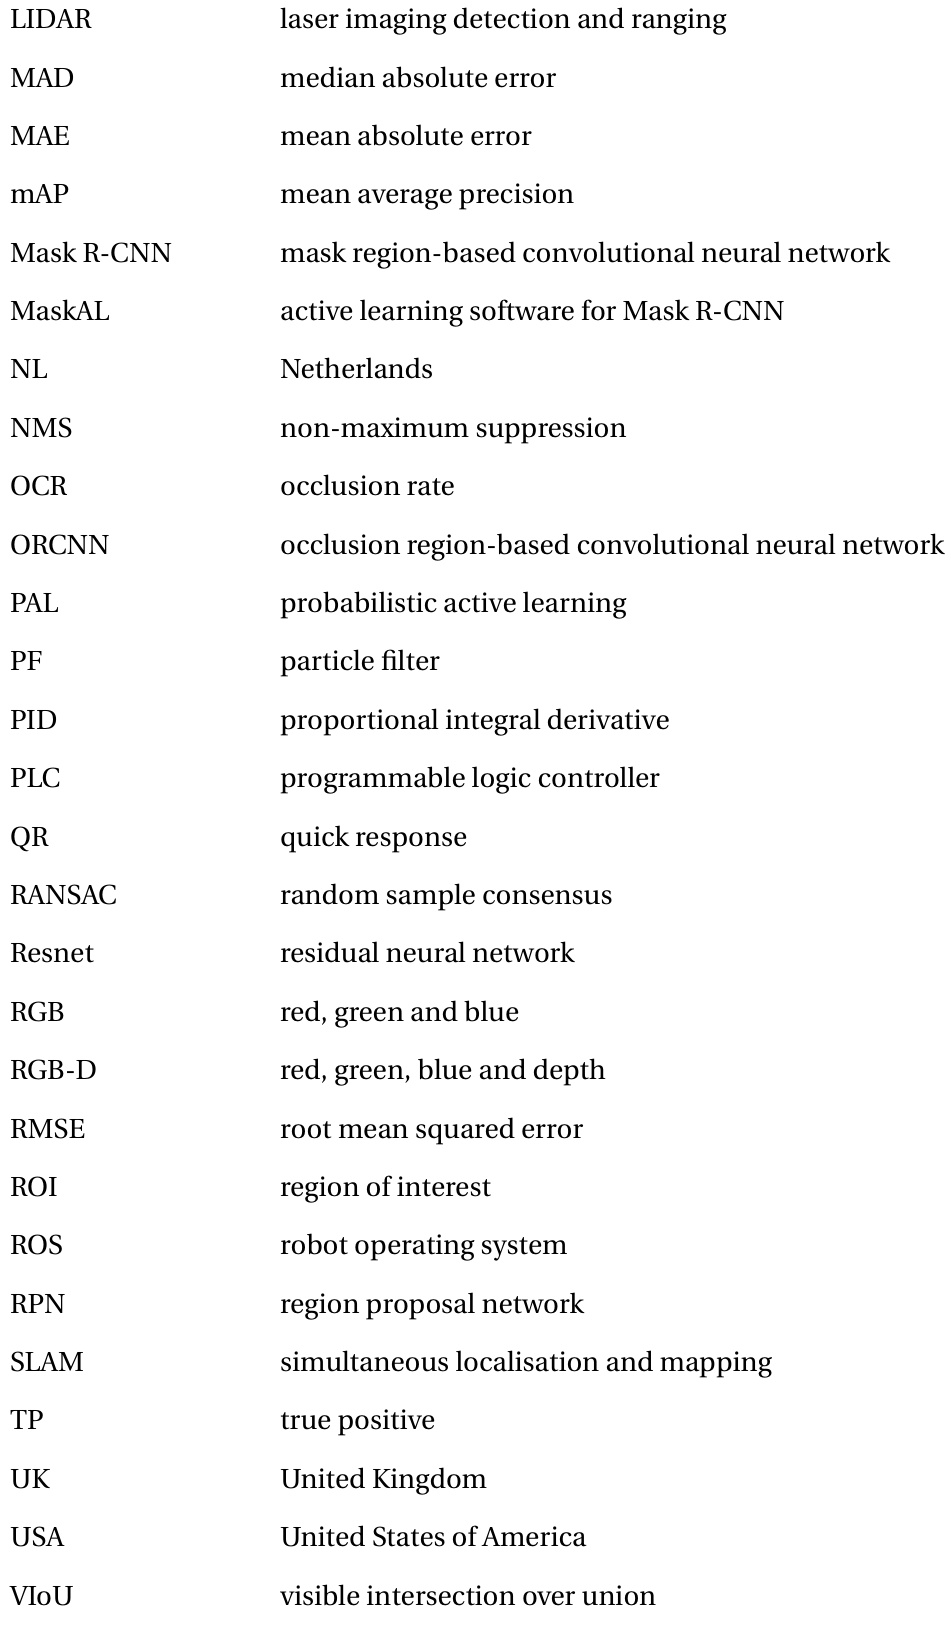 LIDAR laser imaging detection and ranging
MAD median absolute error
MAE mean absolute error
mAP mean average precision
Mask R-CNN mask region-based convolutional neural network
MaskAL active learning software for Mask R-CNN
NL Netherlands
NMS non-maximum suppression
OCR occlusion rate
ORCNN occlusion region-based convolutional neural network
PAL probabilistic active learning
PF particle filter
PID proportional integral derivative
PLC programmable logic controller
QR quick response
RANSAC random sample consensus
Resnet residual neural network
RGB red, green and blue
RGB-D red, green, blue and depth
RMSE root mean squared error
ROI region of interest
ROS robot operating system
RPN region proposal network
SLAM simultaneous localisation and mapping
TP true positive
UK United Kingdom
USA United States of America
VIoU visible intersection over union